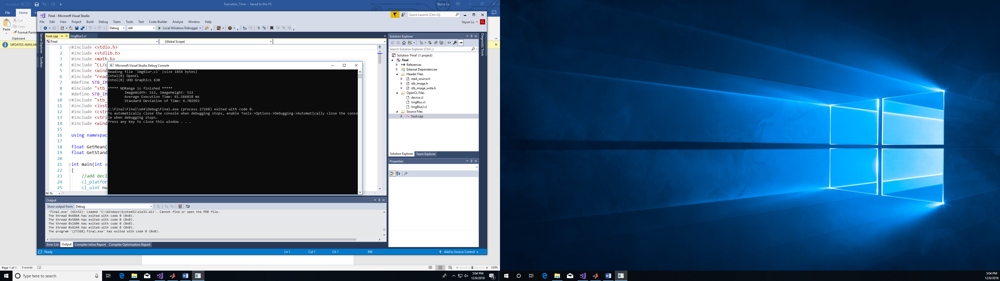 AutoSave Off
Execution_Time - Saved to this PC
Yeyun Lu
File Home In
Cut
Copy
Format Painte
Paste
Clipboard
UPDATES AVAILAB
Final - Microsoft Visual Studio
Quick Launch (Ctrl+Q)
File Edit View Project Build Debug Team Tools Test Code-Builder Analyze Window Help
Yeyun Lu YL
Debug x64 Local Windows Debugger
Server Explorer
Toolbox
host.cpp ImgBlur2.cl
Final (Global Scope)
1 #include <stdio.h>
2 #include <stdlib.h>
3 #include <math.h>
4 #include "CL/c
5 #include <wind
6 #include "read
7 #define STB_IM
8 #include "stb_
9 #define STB_IM
10 #include "stb_
11 #include <iost
12 #include <cstr
13 #include <stri
14 #include <wind
15
16 using namespac
17
18 float GetMean(
19 float GetStand
20
21 int main(int a
22 {
23 //add decl
24 cl_platfor
25 cl_uint nu
90 %
Microsoft Visual Studio Debug Console
Reading file 'ImgBlur.cl' (size 1856 bytes)
Intel(R) OpenCL
Intel(R) UHD Graphics 630
***** NDRange is finished *****
ImageWidth: 512, ImageHeight: 512
Average Execution Time: 61.566818 ms
Standard Deviation of Time: 4.702993
C:\Final\Final\x64\Debug\Final.exe (process 27268) exited with code 0.
To automatically close the console when debugging stops, enable Tools->Options->Debugging->Automatically close the conso
le when debugging stops.
Press any key to close this window . . .
Solution Explorer
Search Solution Explorer (Ctrl+;)
Solution 'Final' (1 project)
Final
References
External Dependencies
Header Files
read_source.h
stb_image.h
stb_image_write.h
OpenCL Files
device.cl
ImgBlur.cl
ImgBlur2.cl
Source Files
host.cpp
Solution Explorer Team Explorer
Properties
Diagnostic Tools
Output
Show output from: Debug
'Final.exe' (Win32): Loaded 'C:\Windows\System32\ole32.dll'. Cannot find or open the PDB file.
The thread 0x6864 has exited with code 0 (0x0).
The thread 0x5884 has exited with code 0 (0x0).
The thread 0x1604 has exited with code 0 (0x0).
The thread 0x6244 has exited with code 0 (0x0).
The program '[27268] Final.exe' has exited with code 0 (0x0).
Error List Output Compiler Inline Report Compiler Optimization Report
Ready Ln 1 Col 1 Ch 1 INS Add to Source Control
Page 1 of 1 0 words 100%
Type here to search
5:04 PM
12/6/2018
1
5:04 PM
12/6/2018